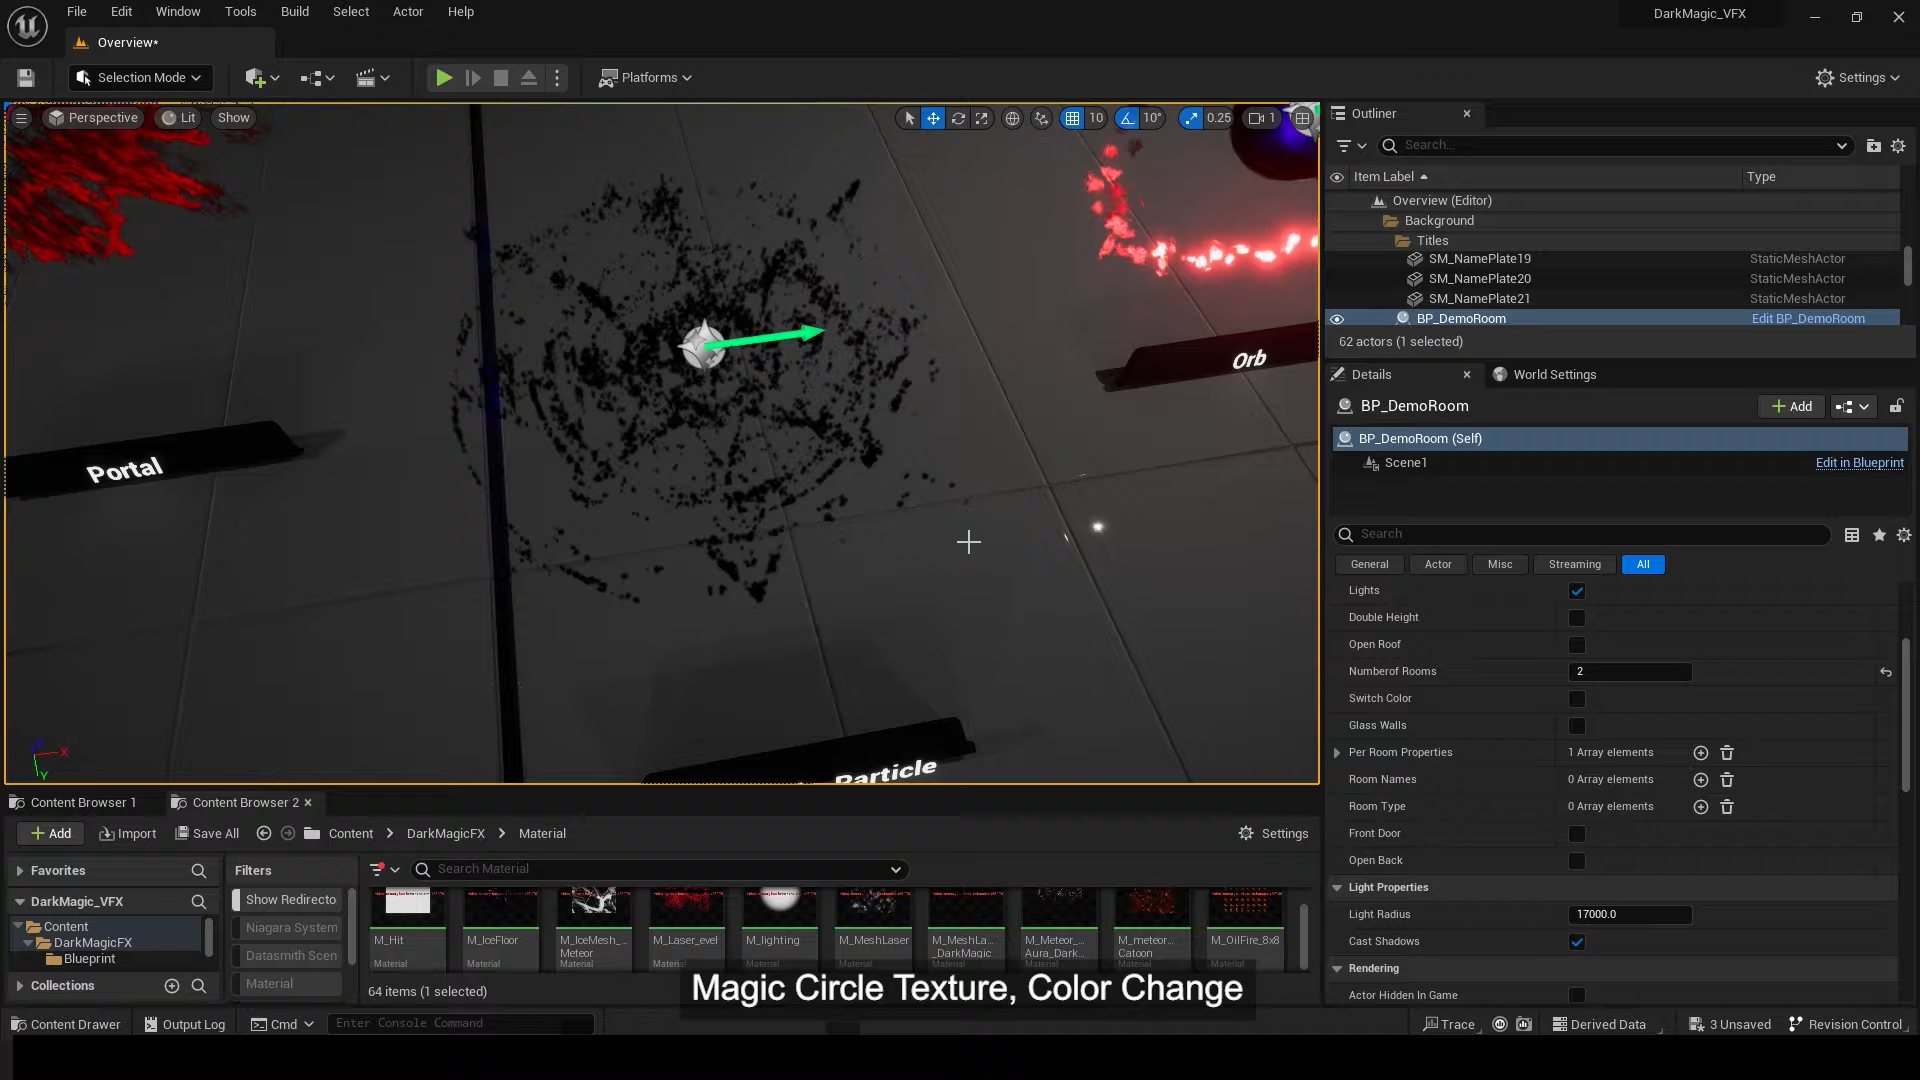 File Edit Window Tools Build Select Actor Help
DarkMagic_VFX
Overview*
Selection Mode
Platforms
Settings
Perspective Lit Show
10 10° 0.25 1
Portal
Orb
Particle
Outliner
Search...
Item Label Type
Overview (Editor)
Background
Titles
SM_NamePlate19 StaticMeshActor
SM_NamePlate20 StaticMeshActor
SM_NamePlate21 StaticMeshActor
BP_DemoRoom Edit BP_DemoRoom
62 actors (1 selected)
Details World Settings
BP_DemoRoom
Add
BP_DemoRoom (Self)
Scene1 Edit in Blueprint
Search
General Actor Misc Streaming All
Lights
Double Height
Open Roof
Numberof Rooms 2
Switch Color
Glass Walls
Per Room Properties 1 Array elements
Room Names 0 Array elements
Room Type 0 Array elements
Front Door
Open Back
Light Properties
Light Radius 17000.0
Cast Shadows
Rendering
Actor Hidden In Game
Content Browser 1 Content Browser 2
Add Import Save All Content DarkMagicFX Material Settings
Favorites Filters Search Material
DarkMagic_VFX
Content
DarkMagicFX
Blueprint
Collections
Show Redirecto
Niagara System
Datasmith Scen
Material
M_Hit
Material
M_IceFloor
Material
M_IceMesh_...
Meteor
Material
M_Laser_evel
Material
M_lighting
Material
M_MeshLaser
Material
M_MeshLa...
_DarkMagic
Material
M_Meteor_...
Aura_Dark...
Material
M_meteor...
Catoon
Material
M_OilFire_8x8
Material
64 items (1 selected)
Magic Circle Texture, Color Change
Content Drawer Output Log Cmd Enter Console Command
Trace Derived Data 3 Unsaved Revision Control